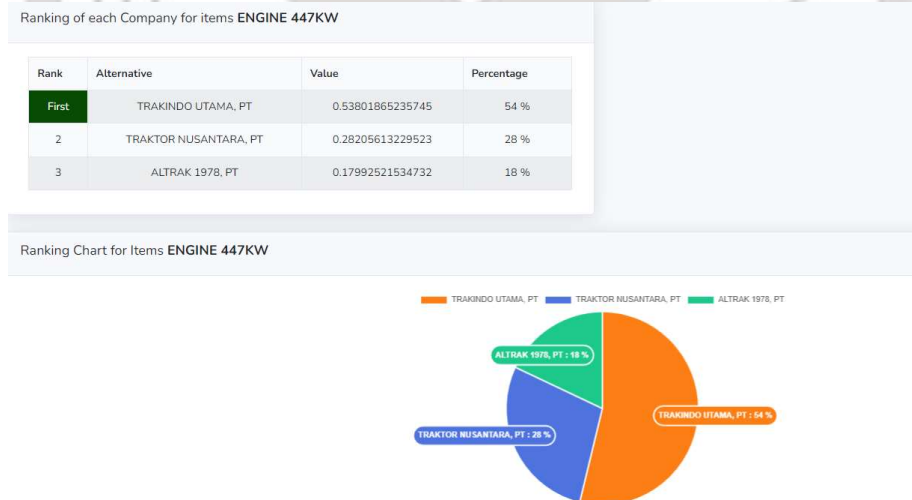 Ranking of each Company for items ENGINE 447KW
Rank Alternative Value Percentage
First TRAKINDO UTAMA, PT 0.53801865235745 54 %
2 TRAKTOR NUSANTARA, PT 0.28205613229523 28 %
3 ALTRAK 1978, PT 0.17992521534732 18 %
Ranking Chart for Items ENGINE 447KW
TRAKINDO UTAMA, PT TRAKTOR NUSANTARA, PT ALTRAK 1978, PT
ALTRAK 1978, PT : 18 %
TRAKINDO UTAMA, PT : 54 %
TRAKTOR NUSANTARA, PT : 28 %